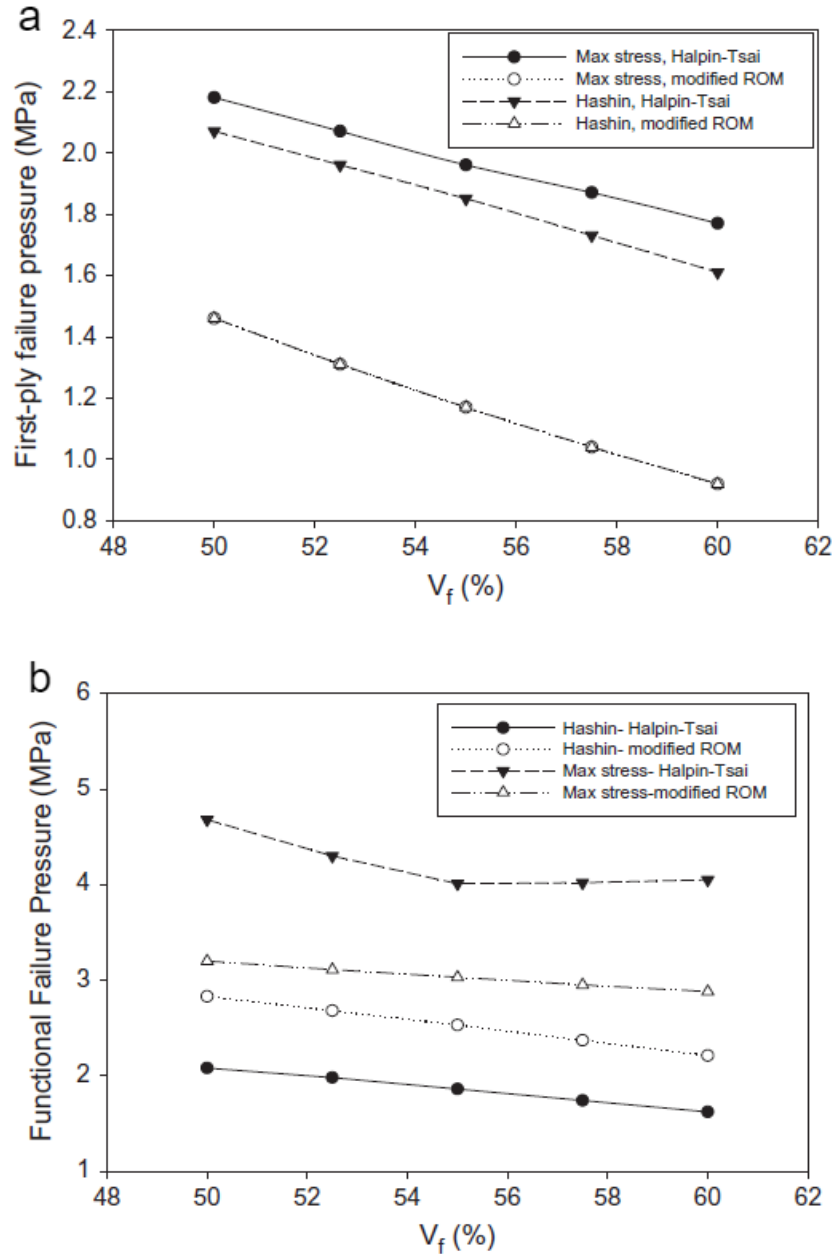 a
2.4
2.2
2.0
1.8
1.6
1.4
1.2
1.0
0.8
First-ply failure pressure (MPa)
Max stress, Halpin-Tsai
Max stress, modified ROM
Hashin, Halpin-Tsai
Hashin, modified ROM
48 50 52 54 56 58 60 62
V_f (%)
b
6
5
4
3
2
1
Functional Failure Pressure (MPa)
Hashin- Halpin-Tsai
Hashin- modified ROM
Max stress- Halpin-Tsai
Max stress-modified ROM
48 50 52 54 56 58 60 62
V_f (%)